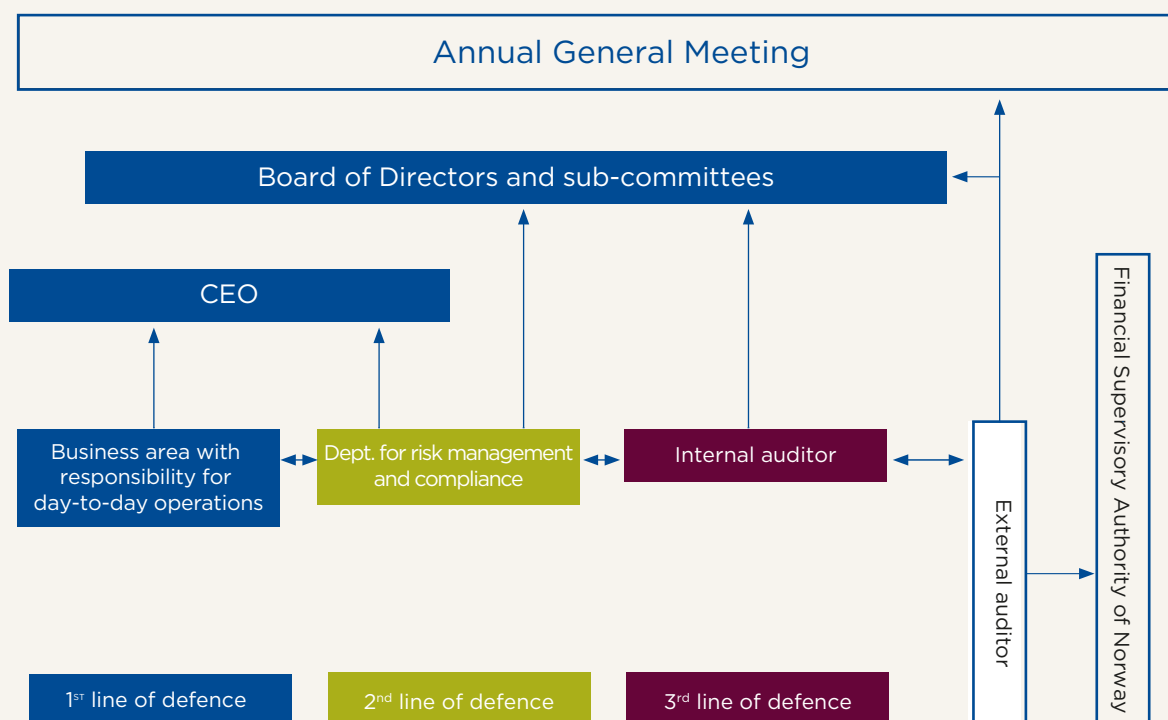 Annual General Meeting
Board of Directors and sub-committees
CEO
Business area with
responsibility for
day-to-day operations
Dept. for risk management
and compliance
Internal auditor
External auditor
Financial Supervisory Authority of Norway
1ST line of defence
2nd line of defence
3rd line of defence